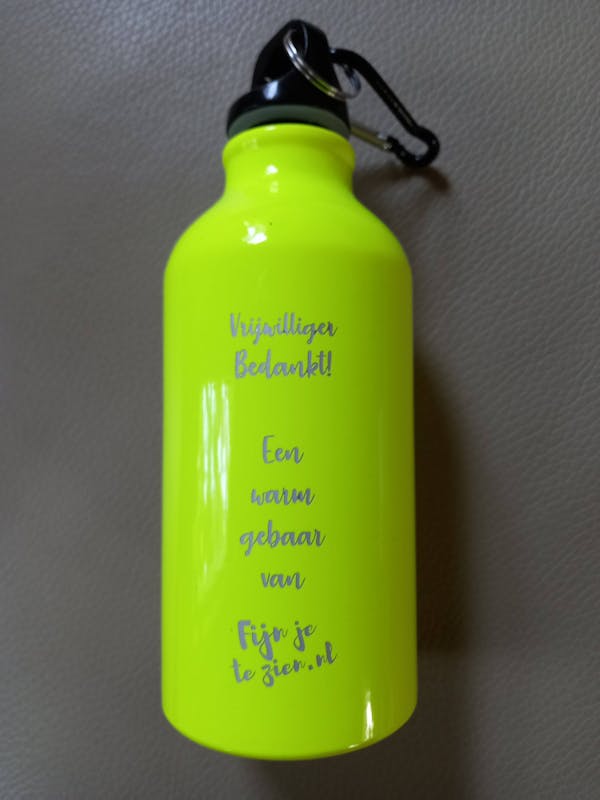 Vrijwilliger
Bedankt!
Een
warm
gebaar
van
Fijn je
te zien.nl